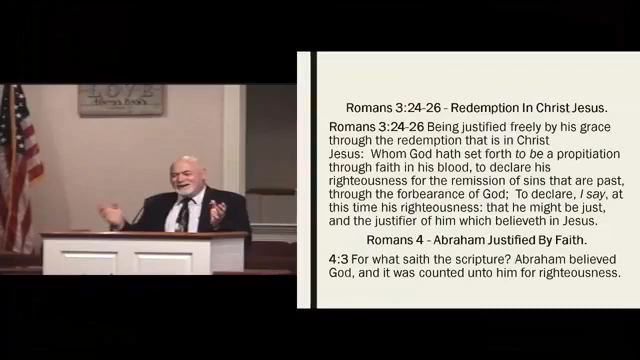 LOVE
Romans 3:24-26 - Redemption In Christ Jesus.
Romans 3:24-26 Being justified freely by his grace
through the redemption that is in Christ
Jesus:  Whom God hath set forth to be a propitiation
through faith in his blood, to declare his
righteousness for the remission of sins that are past,
through the forbearance of God;  To declare, I say, at
this time his righteousness: that he might be just,
and the justifier of him which believeth in Jesus.
Romans 4 - Abraham Justified By Faith.
4:3 For what saith the scripture? Abraham believed
God, and it was counted unto him for righteousness.